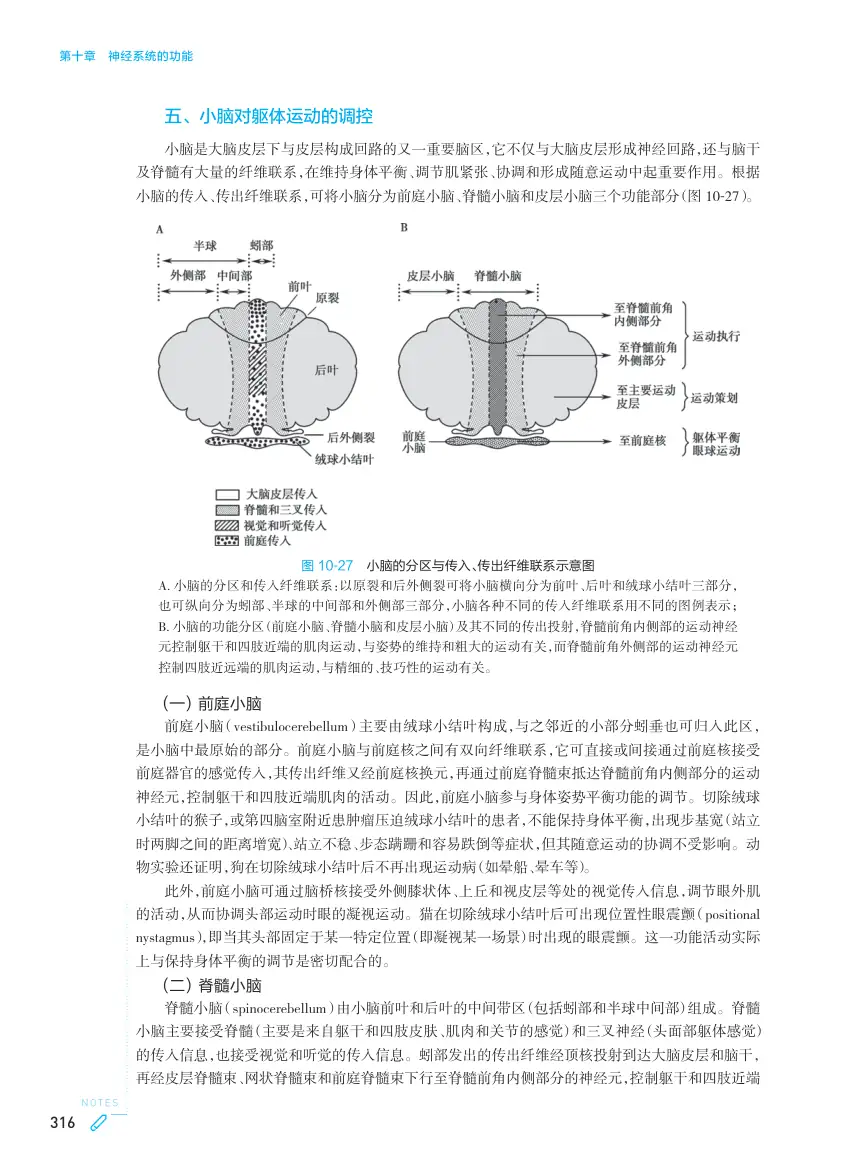 第十章 神经系统的功能
五、小脑对躯体运动的调控
小脑是大脑皮层下与皮层构成回路的又一重要脑区,它不仅与大脑皮层形成神经回路,还与脑干
及脊髓有大量的纤维联系,在维持身体平衡、调节肌紧张、协调和形成随意运动中起重要作用。根据
小脑的传入、传出纤维联系,可将小脑分为前庭小脑、脊髓小脑和皮层小脑三个功能部分(图 10-27)。
A
半球 蚓部
外侧部 中间部
前叶
原裂
后叶
后外侧裂
绒球小结叶
大脑皮层传入
脊髓和三叉传入
视觉和听觉传入
前庭传入
B
皮层小脑 脊髓小脑
至脊髓前角
内侧部分
运动执行
至脊髓前角
外侧部分
至主要运动
皮层
运动策划
前庭
小脑
至前庭核
躯体平衡
眼球运动
图 10-27 小脑的分区与传入、传出纤维联系示意图
A. 小脑的分区和传入纤维联系:以原裂和后外侧裂可将小脑横向分为前叶、后叶和绒球小结叶三部分,
也可纵向分为蚓部、半球的中间部和外侧部三部分,小脑各种不同的传入纤维联系用不同的图例表示;
B. 小脑的功能分区(前庭小脑、脊髓小脑和皮层小脑)及其不同的传出投射,脊髓前角内侧部的运动神经
元控制躯干和四肢近端的肌肉运动,与姿势的维持和粗大的运动有关,而脊髓前角外侧部的运动神经元
控制四肢近远端的肌肉运动,与精细的、技巧性的运动有关。
(一)前庭小脑
前庭小脑(vestibulocerebellum)主要由绒球小结叶构成,与之邻近的小部分蚓垂也可归入此区,
是小脑中最原始的部分。前庭小脑与前庭核之间有双向纤维联系,它可直接或间接通过前庭核接受
前庭器官的感觉传入,其传出纤维又经前庭核换元,再通过前庭脊髓束抵达脊髓前角内侧部分的运动
神经元,控制躯干和四肢近端肌肉的活动。因此,前庭小脑参与身体姿势平衡功能的调节。切除绒球
小结叶的猴子,或第四脑室附近患肿瘤压迫绒球小结叶的患者,不能保持身体平衡,出现步基宽(站立
时两脚之间的距离增宽)、站立不稳、步态蹒跚和容易跌倒等症状,但其随意运动的协调不受影响。动
物实验还证明,狗在切除绒球小结叶后不再出现运动病(如晕船、晕车等)。
此外,前庭小脑可通过脑桥核接受外侧膝状体、上丘和视皮层等处的视觉传入信息,调节眼外肌
的活动,从而协调头部运动时眼的凝视运动。猫在切除绒球小结叶后可出现位置性眼震颤(positional
nystagmus),即当其头部固定于某一特定位置(即凝视某一场景)时出现的眼震颤。这一功能活动实际
上与保持身体平衡的调节是密切配合的。
(二)脊髓小脑
脊髓小脑(spinocerebellum)由小脑前叶和后叶的中间带区(包括蚓部和半球中间部)组成。脊髓
小脑主要接受脊髓(主要是来自躯干和四肢皮肤、肌肉和关节的感觉)和三叉神经(头面部躯体感觉)
的传入信息,也接受视觉和听觉的传入信息。蚓部发出的传出纤维经顶核投射到达大脑皮层和脑干,
再经皮层脊髓束、网状脊髓束和前庭脊髓束下行至脊髓前角内侧部分的神经元,控制躯干和四肢近端
NOTES
316